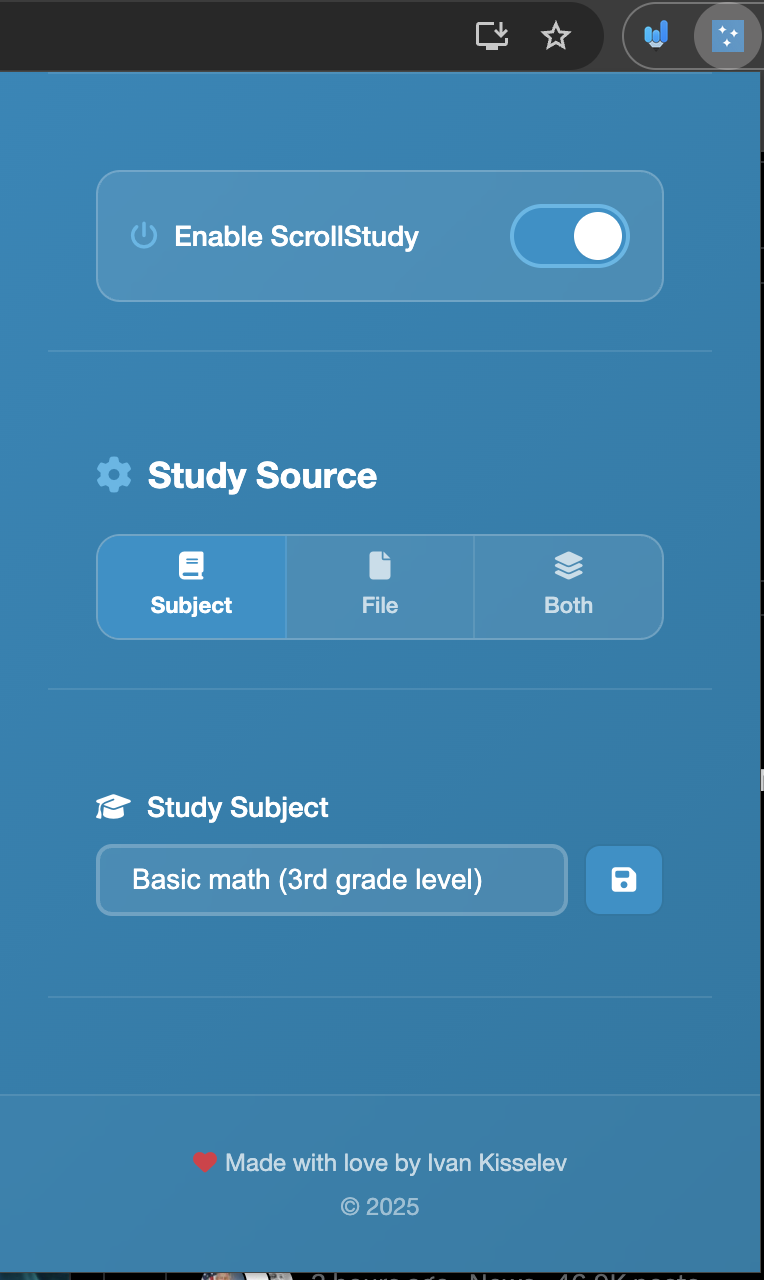 Enable ScrollStudy
Study Source
Subject
File
Both
Study Subject
Basic math (3rd grade level)
Made with love by Ivan Kisselev
© 2025